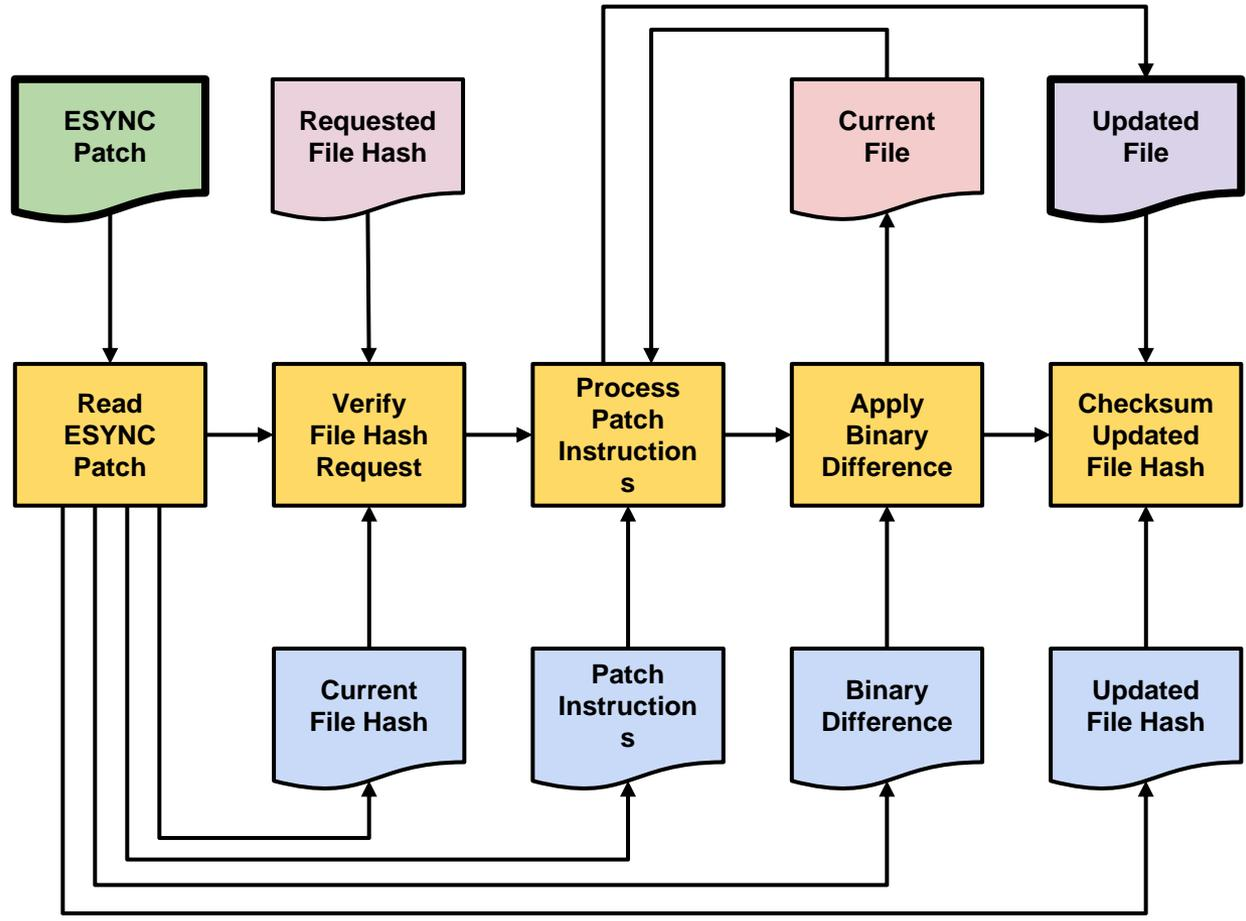 ESYNC
Patch
Requested
File Hash
Current
File
Updated
File
Read
ESYNC
Patch
Verify
File Hash
Request
Process
Patch
Instruction
s
Apply
Binary
Difference
Checksum
Updated
File Hash
Current
File Hash
Patch
Instruction
s
Binary
Difference
Updated
File Hash